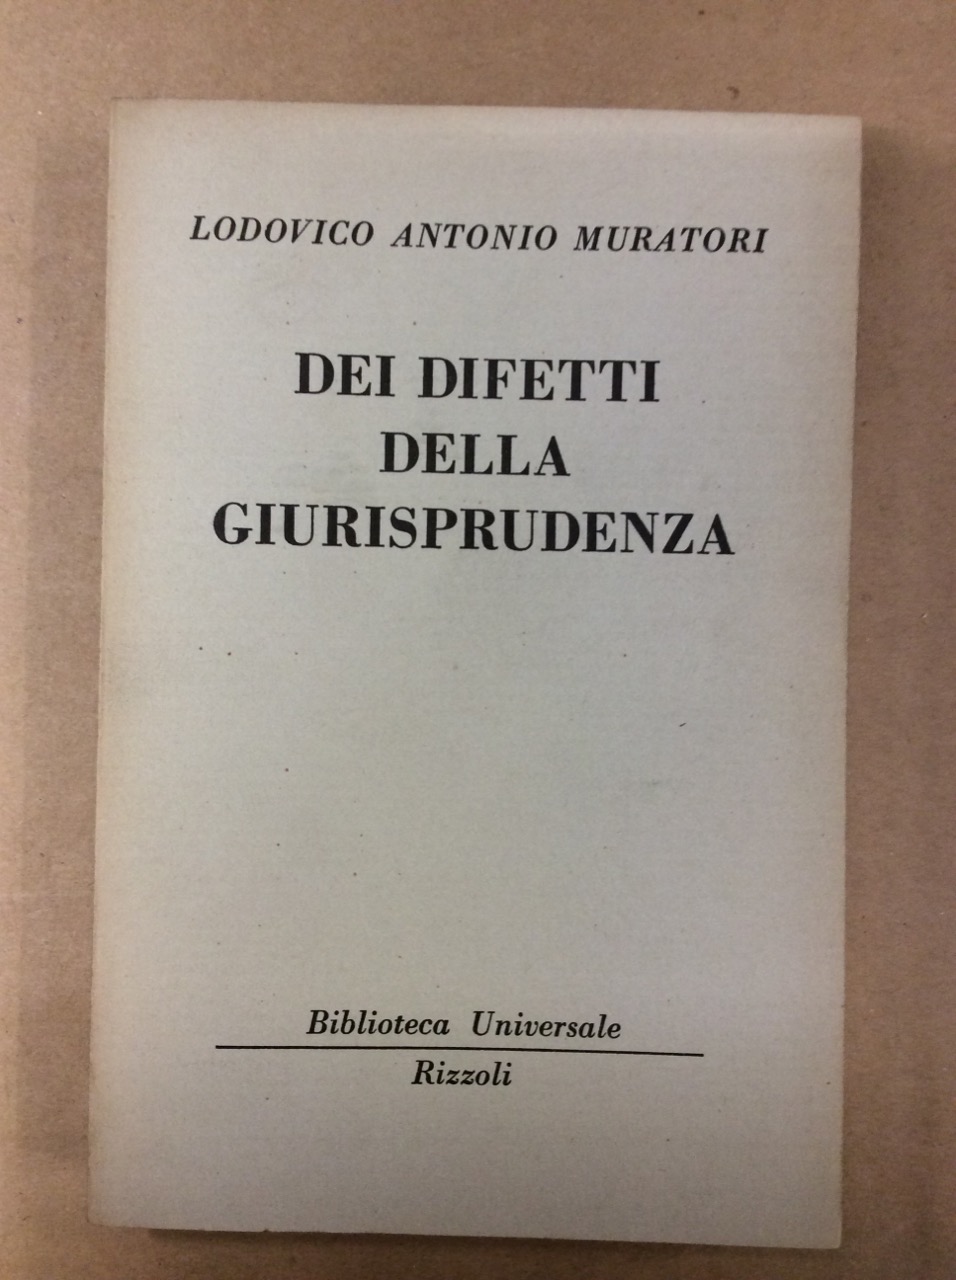 LODOVICO ANTONIO MURATORI
DEI DIFETTI
DELLA
GIURISPRUDENZA
Biblioteca Universale
Rizzoli